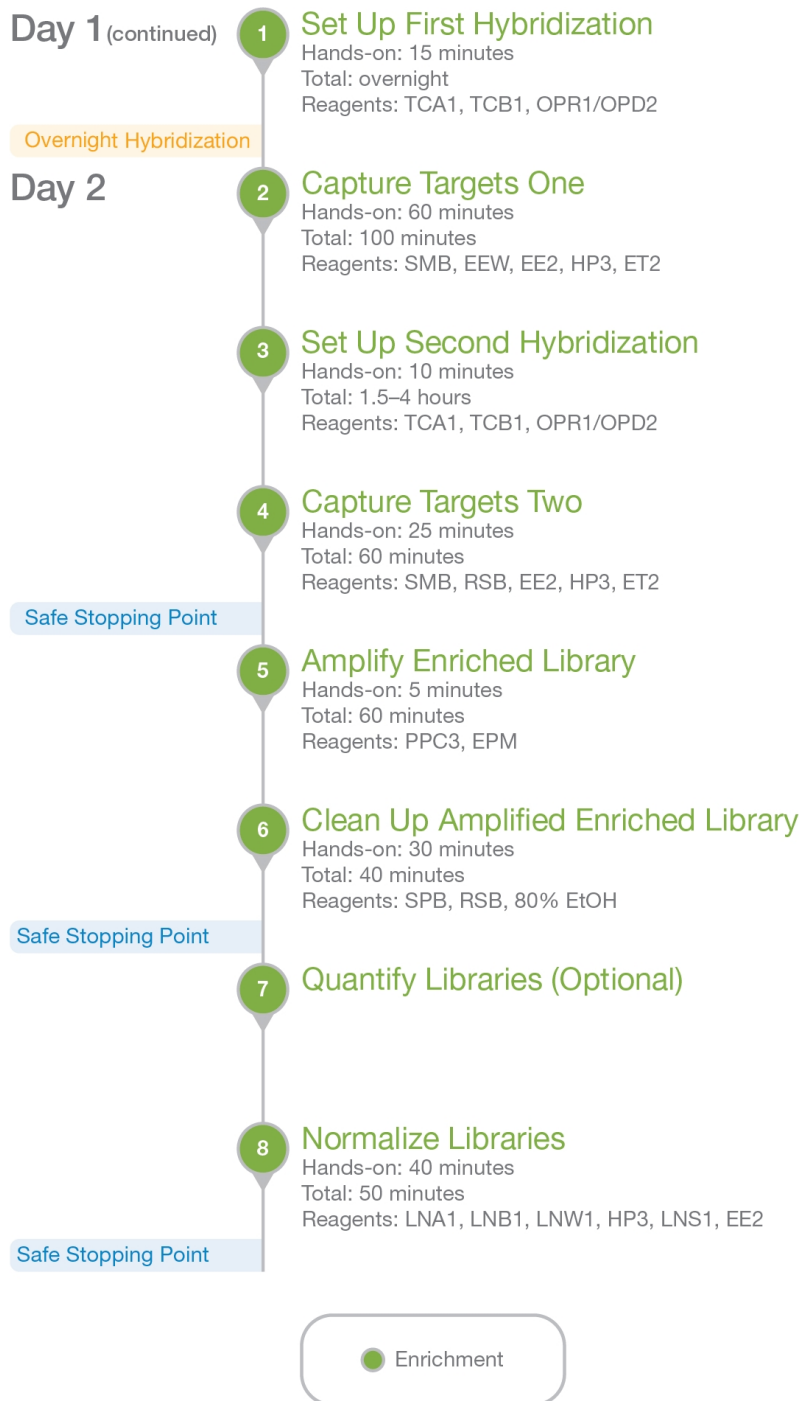 Day 1 (continued)
1
Set Up First Hybridization
Hands-on: 15 minutes
Total: overnight
Reagents: TCA1, TCB1, OPR1/OPD2
Overnight Hybridization
Day 2
2
Capture Targets One
Hands-on: 60 minutes
Total: 100 minutes
Reagents: SMB, EEW, EE2, HP3, ET2
3
Set Up Second Hybridization
Hands-on: 10 minutes
Total: 1.5–4 hours
Reagents: TCA1, TCB1, OPR1/OPD2
4
Capture Targets Two
Hands-on: 25 minutes
Total: 60 minutes
Reagents: SMB, RSB, EE2, HP3, ET2
Safe Stopping Point
5
Amplify Enriched Library
Hands-on: 5 minutes
Total: 60 minutes
Reagents: PPC3, EPM
6
Clean Up Amplified Enriched Library
Hands-on: 30 minutes
Total: 40 minutes
Reagents: SPB, RSB, 80% EtOH
Safe Stopping Point
7
Quantify Libraries (Optional)
8
Normalize Libraries
Hands-on: 40 minutes
Total: 50 minutes
Reagents: LNA1, LNB1, LNW1, HP3, LNS1, EE2
Safe Stopping Point
Enrichment